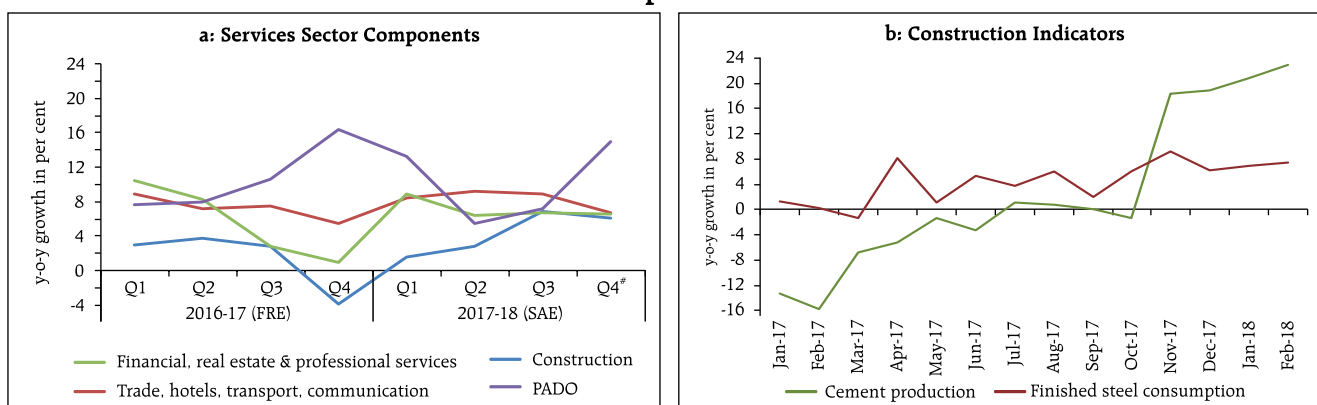 a: Services Sector Components
y-o-y growth in per cent
24
20
16
12
8
4
0
-4
Q1 Q2 Q3 Q4 Q1 Q2 Q3 Q4#
2016-17 (FRE) 2017-18 (SAE)
Financial, real estate & professional services Construction
Trade, hotels, transport, communication PADO
b: Construction Indicators
y-o-y growth in per cent
24
20
16
12
8
4
0
-4
-8
-12
-16
Jan-17 Feb-17 Mar-17 Apr-17 May-17 Jun-17 Jul-17 Aug-17 Sep-17 Oct-17 Nov-17 Dec-17 Jan-18 Feb-18
Cement production Finished steel consumption